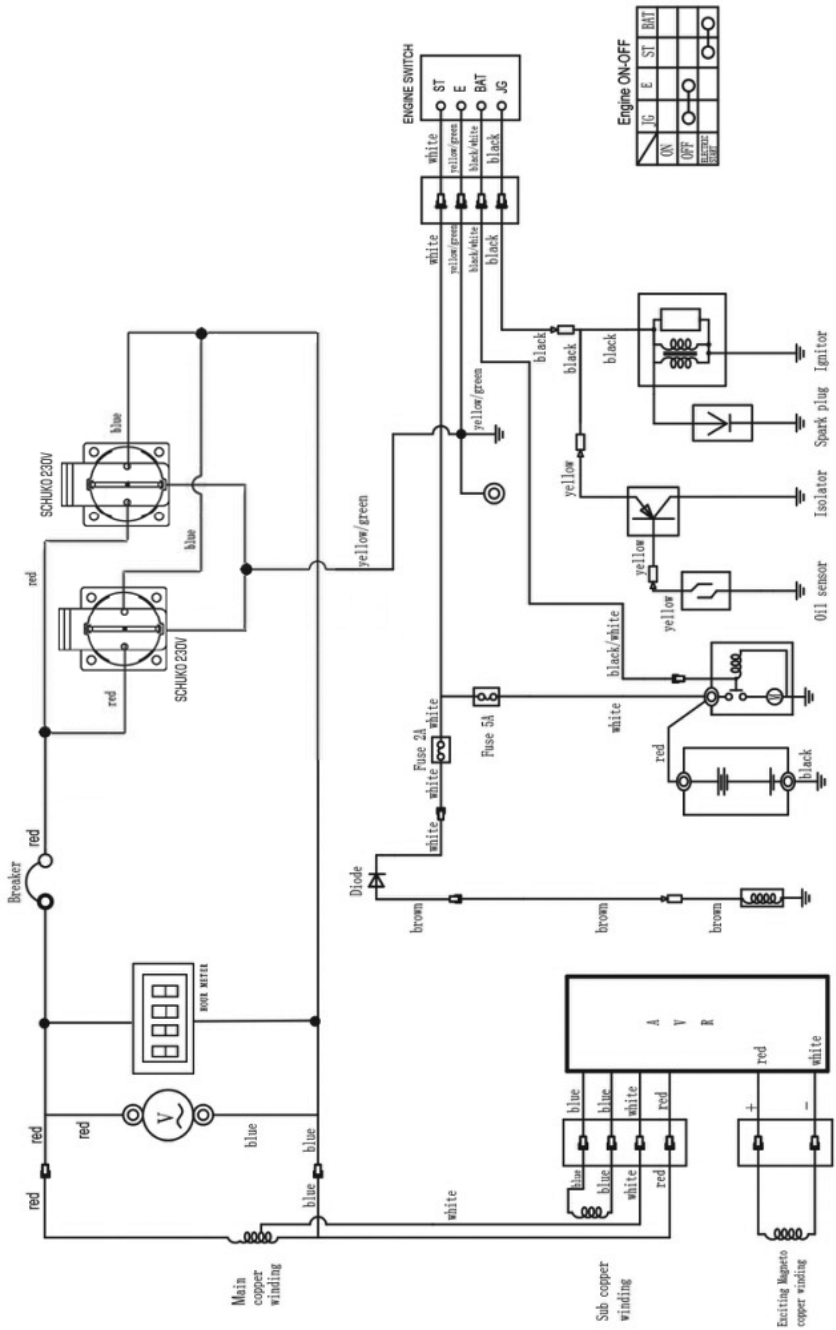 ENGINE SWITCH
ST
E
BAT
JG
white
yellow/green
black/white
black
white
yellow/green
black/white
black
Engine ON-OFF
JG
E
ST
BAT
ON
OFF
ELECTRIC
START
SCHUKO 230V
SCHUKO 230V
red
blue
red
blue
yellow/green
yellow/green
black
black
black
yellow
yellow
yellow
Ignitor
Spark plug
Isolator
Oil sensor
black/white
white
Fuse 5A
white
Fuse 2A
white
white
red
black
M
Diode
brown
brown
brown
Breaker
red
HOUR METER
V
red
red
blue
blue
red
blue
Main
copper
winding
white
A
V
R
blue
blue
white
red
blue
blue
white
red
red
white
+
-
Sub copper
winding
Exciting Magneto
copper winding